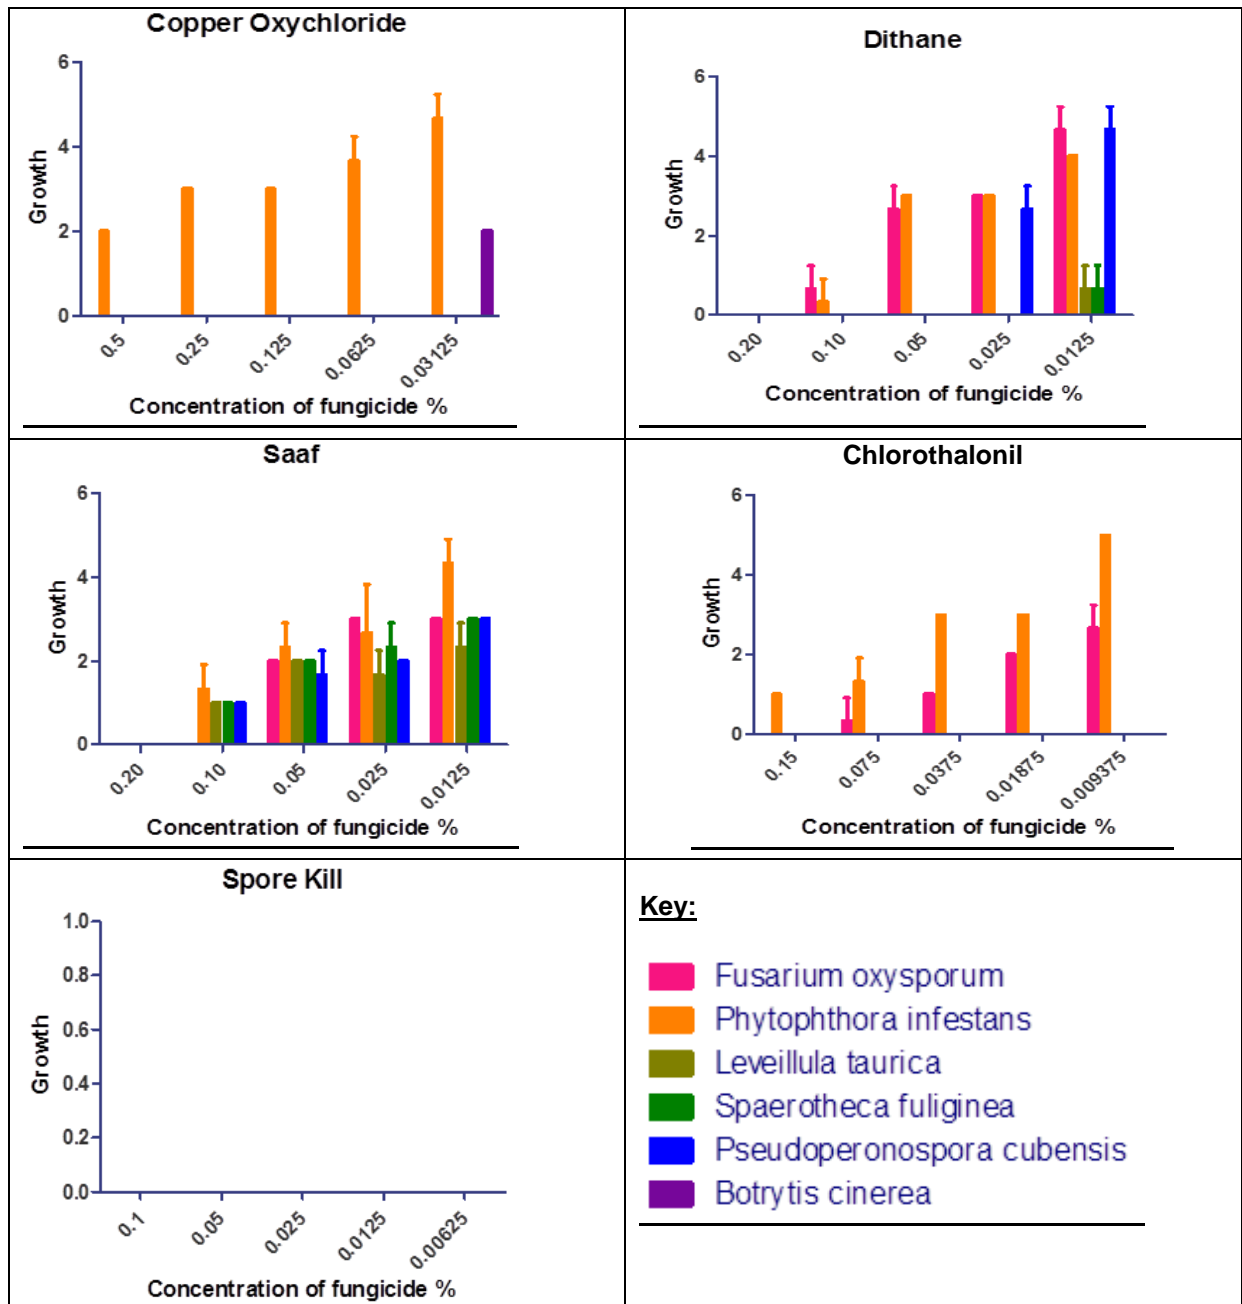 Copper Oxychloride
6
4
2
0
Growth
0.5
0.25
0.125
0.0625
0.03125
Concentration of fungicide %
Dithane
6
4
2
0
Growth
0.20
0.10
0.05
0.025
0.0125
Concentration of fungicide %
Saaf
6
4
2
0
Growth
0.20
0.10
0.05
0.025
0.0125
Concentration of fungicide %
Chlorothalonil
6
4
2
0
Growth
0.15
0.075
0.0375
0.01875
0.009375
Concentration of fungicide %
Spore Kill
1.0
0.8
0.6
0.4
0.2
0.0
Growth
0.1
0.05
0.025
0.0125
0.00625
Concentration of fungicide %
Key:
Fusarium oxysporum
Phytophthora infestans
Leveillula taurica
Spaerotheca fuliginea
Pseudoperonospora cubensis
Botrytis cinerea